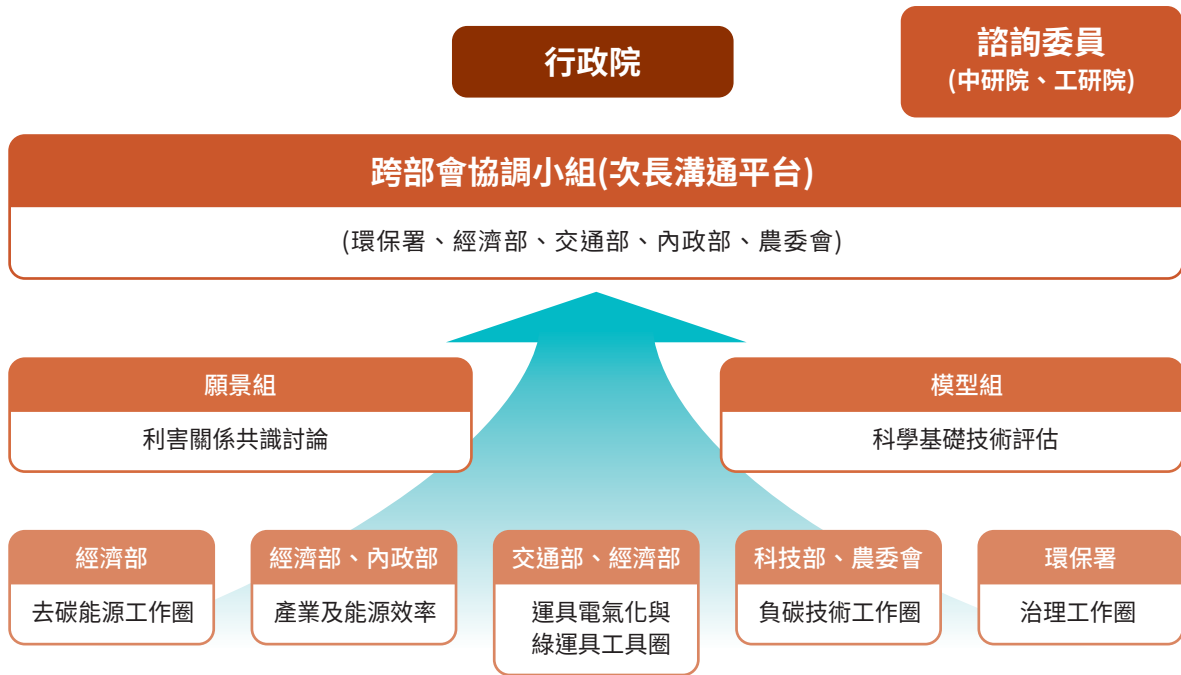 行政院
諮詢委員
(中研院、工研院)
跨部會協調小組(次長溝通平台)
(環保署、經濟部、交通部、內政部、農委會)
願景組
利害關係共識討論
模型組
科學基礎技術評估
經濟部
去碳能源工作圈
經濟部、內政部
產業及能源效率
交通部、經濟部
運具電氣化與
綠運具工具圈
科技部、農委會
負碳技術工作圈
環保署
治理工作圈